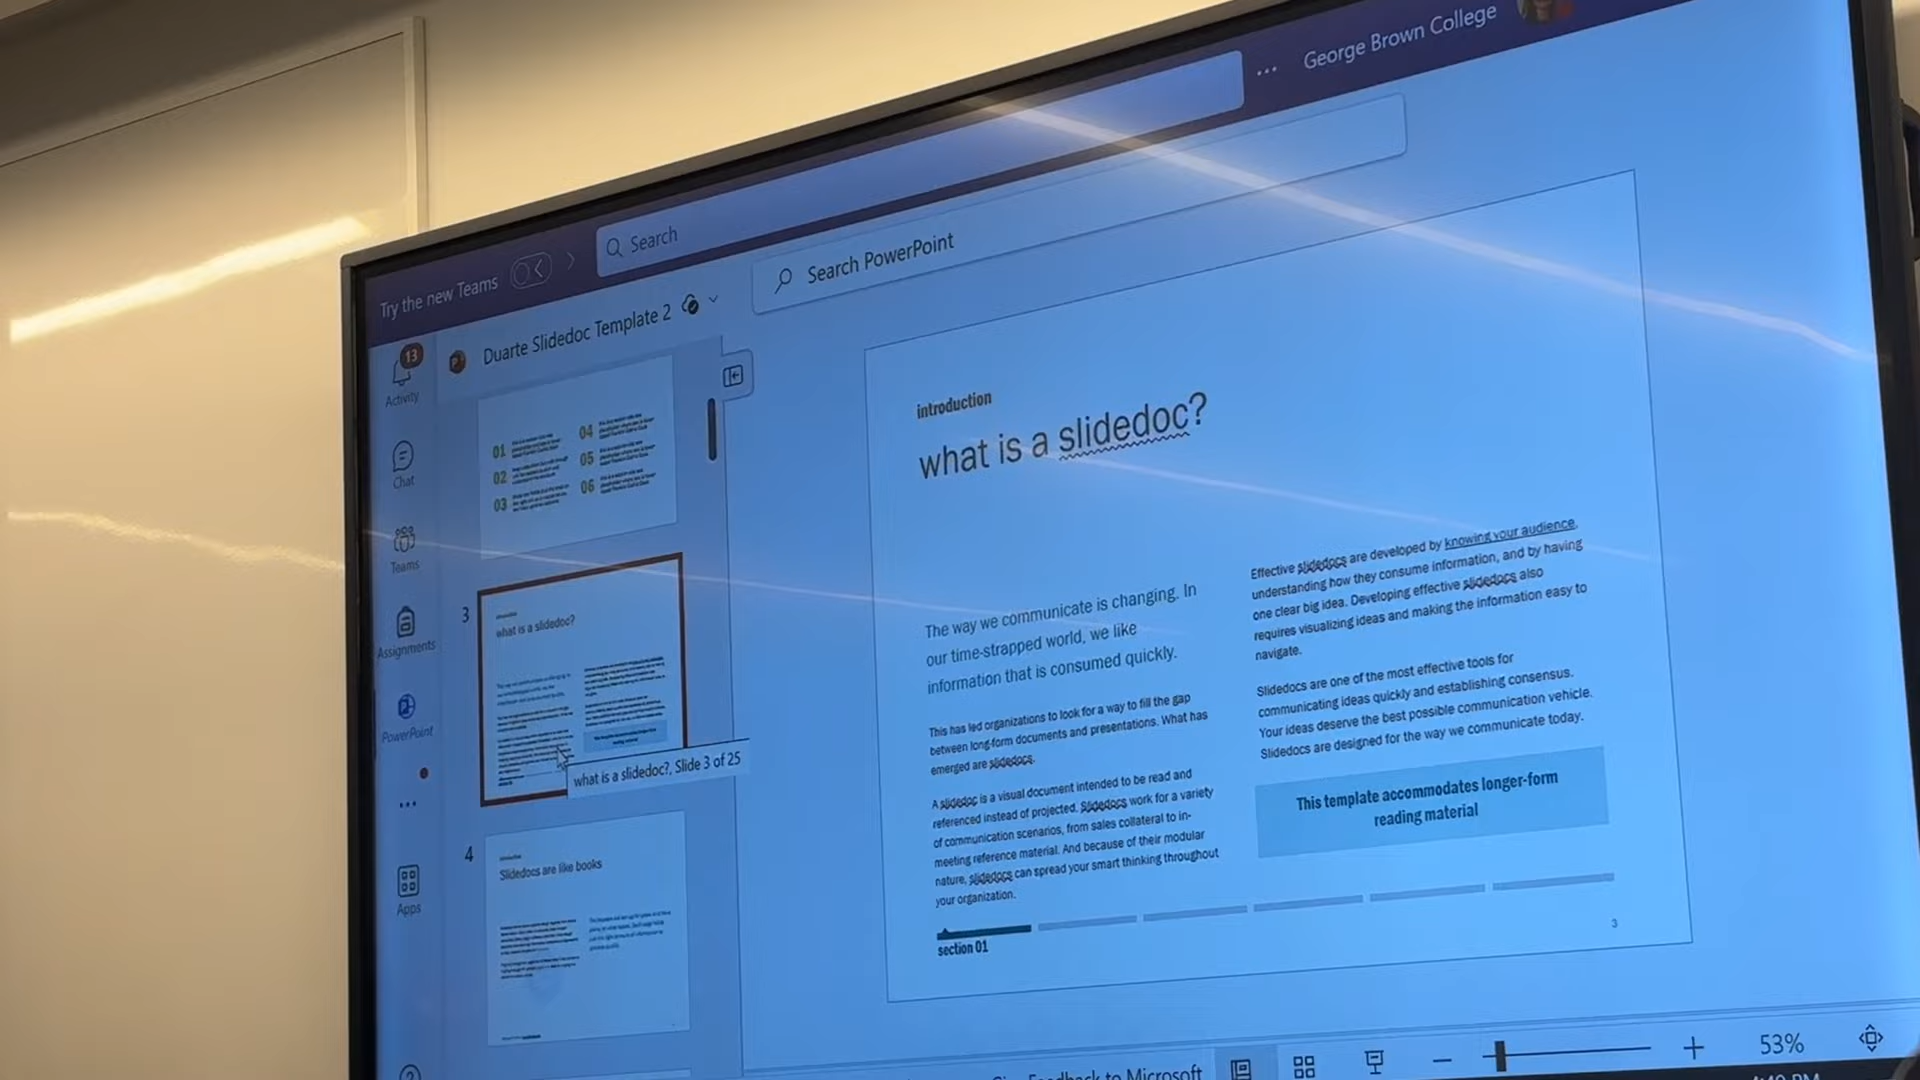 George Brown College
Try the new Teams
Search
Search PowerPoint
Duarte Slidedoc Template 2
13
Activity
Chat
Teams
Assignments
PowerPoint
Apps
01
02
03
04
05
06
3
what is a slidedoc?
what is a slidedoc?, Slide 3 of 25
4
Slidedocs are like books
introduction
what is a slidedoc?
The way we communicate is changing. In
our time-strapped world, we like
information that is consumed quickly.
This has led organizations to look for a way to fill the gap
between long-form documents and presentations. What has
emerged are slidedocs.
A slidedoc is a visual document intended to be read and
referenced instead of projected. Slidedocs work for a variety
of communication scenarios, from sales collateral to in-
meeting reference material. And because of their modular
nature, slidedocs can spread your smart thinking throughout
your organization.
Effective slidedocs are developed by knowing your audience,
understanding how they consume information, and by having
one clear big idea. Developing effective slidedocs also
requires visualizing ideas and making the information easy to
navigate.
Slidedocs are one of the most effective tools for
communicating ideas quickly and establishing consensus.
Your ideas deserve the best possible communication vehicle.
Slidedocs are designed for the way we communicate today.
This template accommodates longer-form
reading material
section 01
3
Feedback to Microsoft
53%